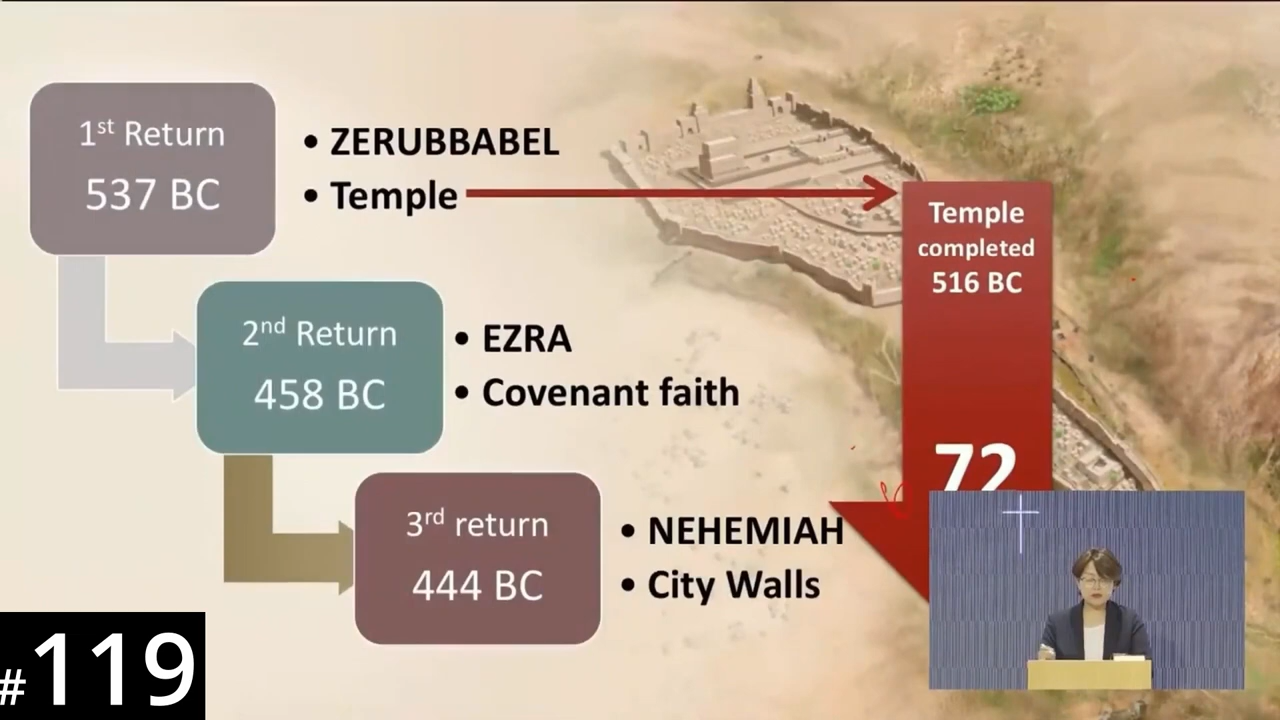 1st Return
537 BC
• ZERUBBABEL
• Temple
Temple
completed
516 BC
2nd Return
458 BC
• EZRA
• Covenant faith
72
3rd return
444 BC
• NEHEMIAH
• City Walls
#119